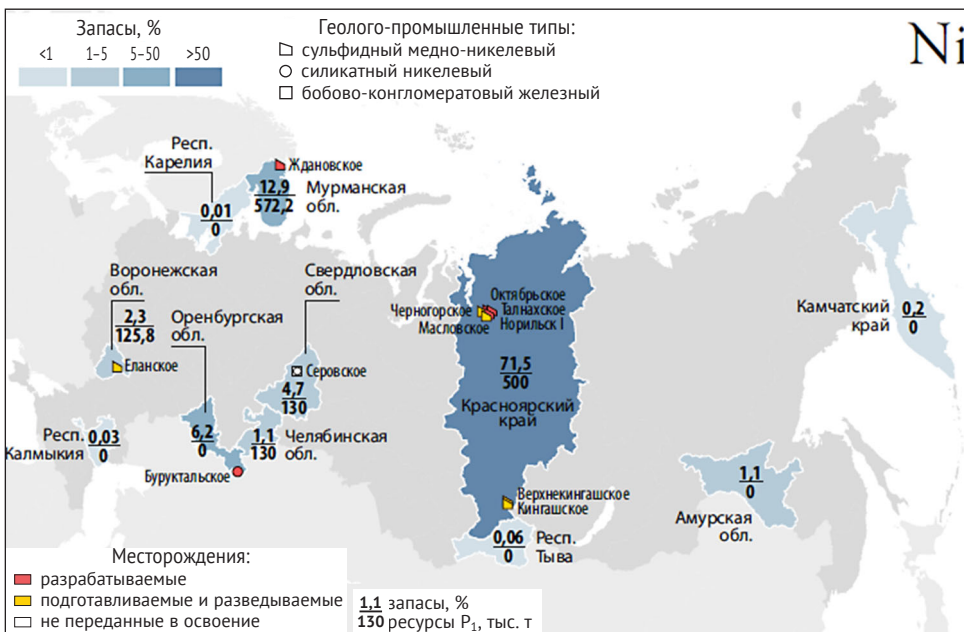 Запасы, %
<1 1–5 5–50 >50
Геолого-промышленные типы:
сульфидный медно-никелевый
силикатный никелевый
бобово-конгломератовый железный
Ni
Респ.
Карелия
0,01
0
Ждановское
12,9
572,2
Мурманская
обл.
Воронежская
обл.
2,3
125,8
Еланское
Оренбургская
обл.
6,2
0
Свердловская
обл.
Серовское
4,7
130
Респ.
Калмыкия
0,03
0
1,1
130
Челябинская
обл.
Буруктальское
Октябрьское
Черногорское Талнахское
Масловское Норильск I
71,5
500
Красноярский
край
Верхнекингашское
Кингашское
0,06
0
Респ.
Тыва
Камчатский
край
0,2
0
1,1
0
Амурская
обл.
Месторождения:
разрабатываемые
подготавливаемые и разведываемые
не переданные в освоение
1,1 запасы, %
130 ресурсы P₁, тыс. т